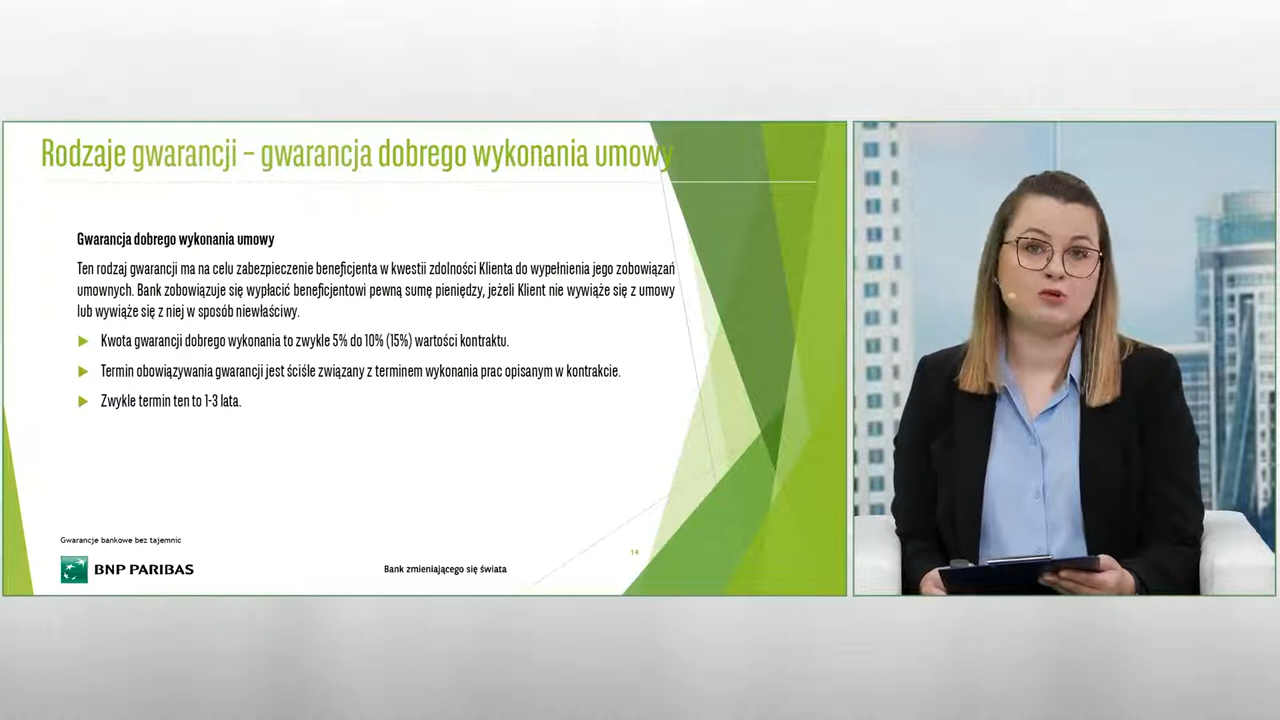 Rodzaje gwarancji – gwarancja dobrego wykonania umowy
Gwarancja dobrego wykonania umowy
Ten rodzaj gwarancji ma na celu zabezpieczenie beneficjenta w kwestii zdolności Klienta do wypełnienia jego zobowiązań
umownych. Bank zobowiązuje się wypłacić beneficjentowi pewną sumę pieniędzy, jeżeli Klient nie wywiąże się z umowy
lub wywiąże się z niej w sposób niewłaściwy.
Kwota gwarancji dobrego wykonania to zwykle 5% do 10% (15%) wartości kontraktu.
Termin obowiązywania gwarancji jest ściśle związany z terminem wykonania prac opisanym w kontrakcie.
Zwykle termin ten to 1-3 lata.
Gwarancje bankowe bez tajemnic
14
BNP PARIBAS
Bank zmieniającego się świata